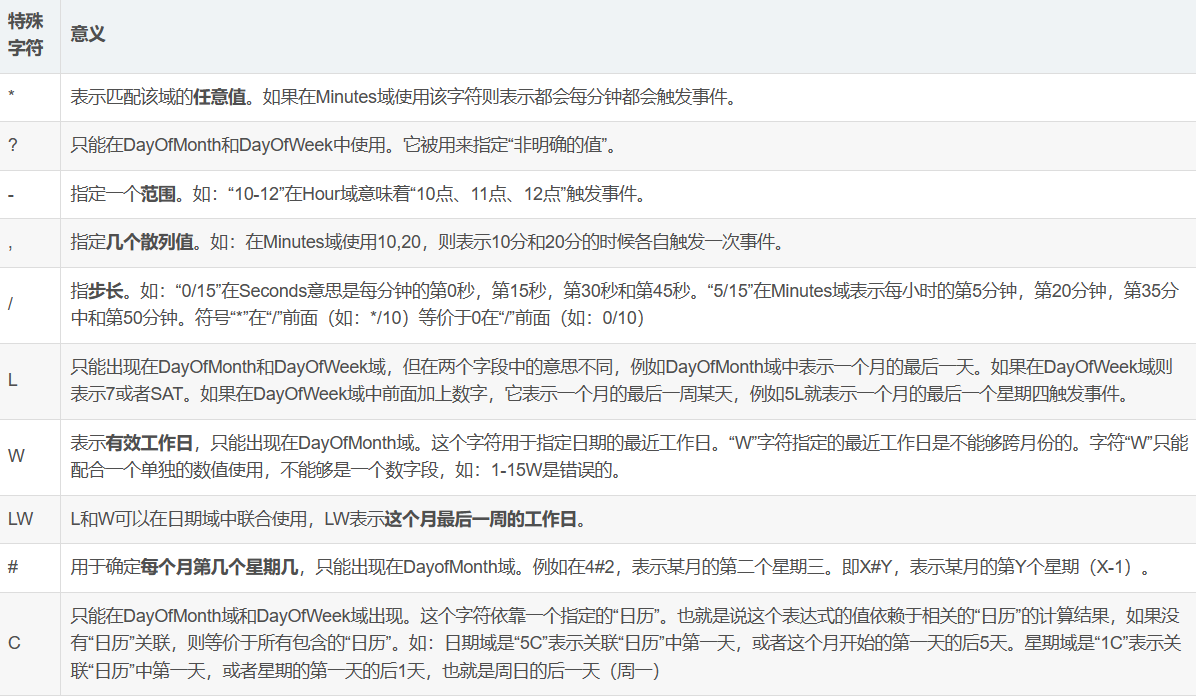 特殊
字符
意义
* 表示匹配该域的任意值。如果在Minutes域使用该字符则表示都会每分钟都会触发事件。
? 只能在DayOfMonth和DayOfWeek中使用。它被用来指定“非明确的值”。
- 指定一个范围。如：“10-12”在Hour域意味着“10点、11点、12点”触发事件。
, 指定几个散列值。如：在Minutes域使用10,20，则表示10分和20分的时候各自触发一次事件。
/ 指步长。如：“0/15”在Seconds意思是每分钟的第0秒，第15秒，第30秒和第45秒。“5/15”在Minutes域表示每小时的第5分钟，第20分钟，第35分
中和第50分钟。符号“*”在“/”前面（如：*/10）等价于0在“/”前面（如：0/10）
L 只能出现在DayOfMonth和DayOfWeek域，但在两个字段中的意思不同，例如DayOfMonth域中表示一个月的最后一天。如果在DayOfWeek域则
表示7或者SAT。如果在DayOfWeek域中前面加上数字，它表示一个月的最后一周某天，例如5L就表示一个月的最后一个星期四触发事件。
W 表示有效工作日，只能出现在DayOfMonth域。这个字符用于指定日期的最近工作日。“W”字符指定的最近工作日是不能够跨月份的。字符“W”只能
配合一个单独的数值使用，不能够是一个数字段，如：1-15W是错误的。
LW L和W可以在日期域中联合使用，LW表示这个月最后一周的工作日。
# 用于确定每个月第几个星期几，只能出现在DayofMonth域。例如在4#2，表示某月的第二个星期三。即X#Y，表示某月的第Y个星期（X-1）。
C 只能在DayOfMonth域和DayOfWeek域出现。这个字符依靠一个指定的“日历”。也就是说这个表达式的值依赖于相关的“日历”的计算结果，如果没
有“日历”关联，则等价于所有包含的“日历”。如：日期域是“5C”表示关联“日历”中第一天，或者这个月开始的第一天的后5天。星期域是“1C”表示关
联“日历”中第一天，或者星期的第一天的后1天，也就是周日的后一天（周一）